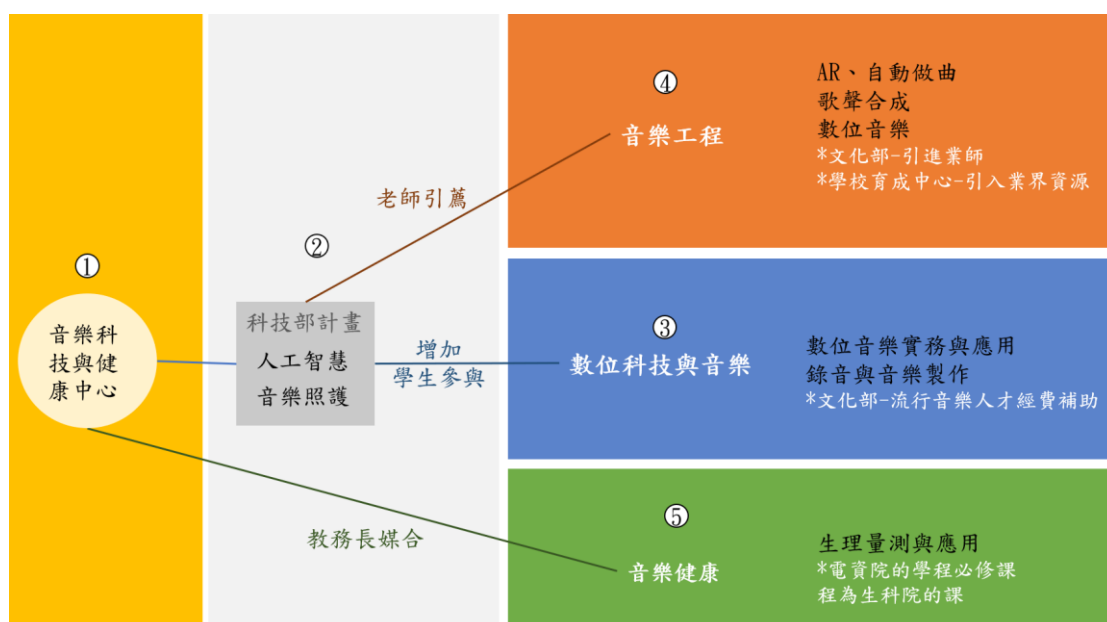 ①
音樂科
技與健
康中心
②
科技部計畫
人工智慧
音樂照護
老師引薦
增加
學生參與
教務長媒合
④
音樂工程
AR、自動做曲
歌聲合成
數位音樂
*文化部-引進業師
*學校育成中心-引入業界資源
③
數位科技與音樂
數位音樂實務與應用
錄音與音樂製作
*文化部-流行音樂人才經費補助
⑤
音樂健康
生理量測與應用
*電資院的學程必修課
程為生科院的課